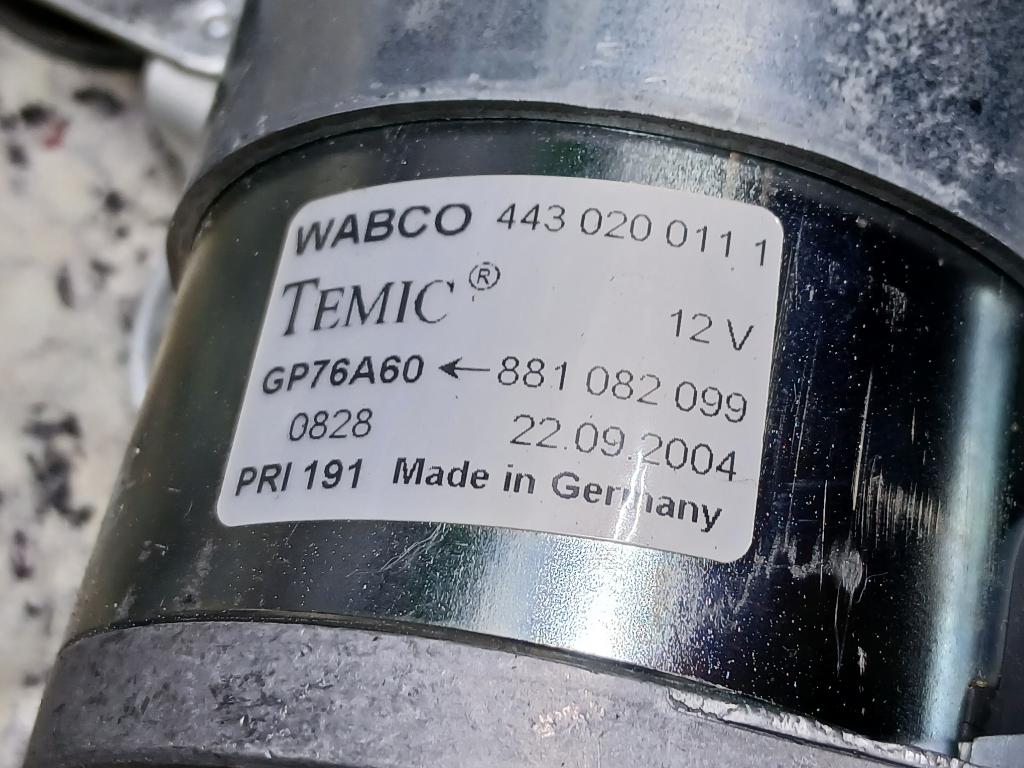 WABCO 443 020 011 1
TEMIC ®
12 V
GP76A60 ←881 082 099
0828 22.09.2004
PRI 191 Made in Germany